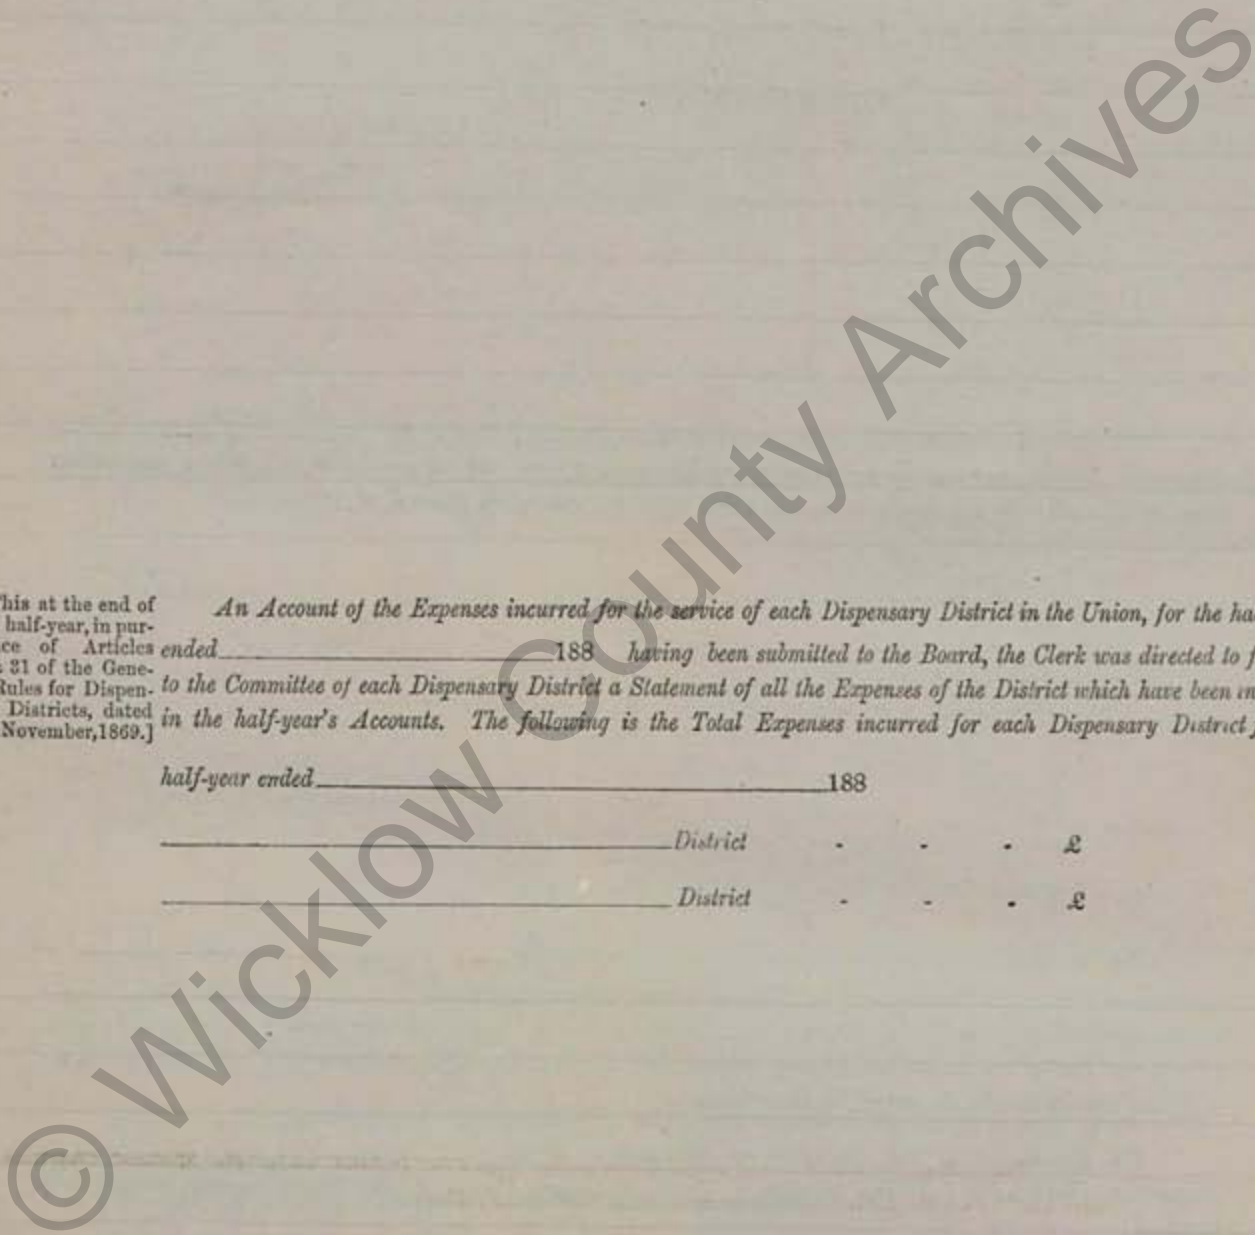 his at the end of
half-year, in pur-
ce of Articles
31 of the Gene-
Rules for Dispen-
Districts, dated
November, 1869.]
An Account of the Expenses incurred for the service of each Dispensary District in the Union, for the ha
ended 188 having been submitted to the Board, the Clerk was directed to f
to the Committee of each Dispensary District a Statement of all the Expenses of the District which have been
in the half-year's Accounts. The following is the Total Expenses incurred for each Dispensary District
half-year ended 188
District - - - £
District - - - £
© Wicklow County Archives